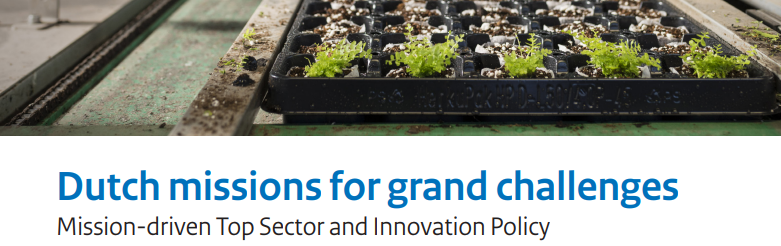 Dutch missions for grand challenges
Mission-driven Top Sector and Innovation Policy